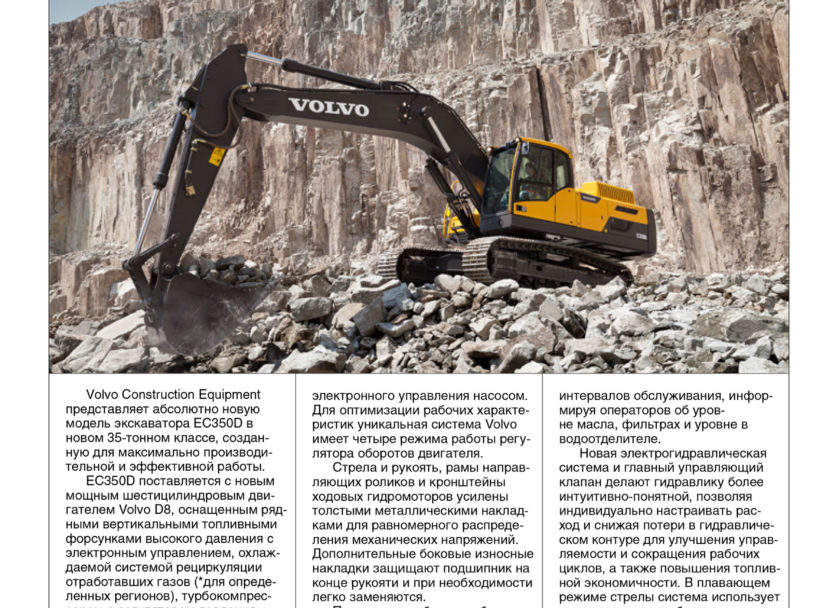 VOLVO
Volvo Construction Equipment
представляет абсолютно новую
модель экскаватора EC350D в
новом 35-тонном классе, создан-
ную для максимально производи-
тельной и эффективной работы.
EC350D поставляется с новым
мощным шестицилиндровым дви-
гателем Volvo D8, оснащенным ряд-
ными вертикальными топливными
форсунками высокого давления с
электронным управлением, охлаж-
даемой системой рециркуляции
отработавших газов (*для опреде-
ленных регионов), турбокомпрес-
электронного управления насосом.
Для оптимизации рабочих характе-
ристик уникальная система Volvo
имеет четыре режима работы регу-
лятора оборотов двигателя.
Стрела и рукоять, рамы направ-
ляющих роликов и кронштейны
ходовых гидромоторов усилены
толстыми металлическими наклад-
ками для равномерного распреде-
ления механических напряжений.
Дополнительные боковые износные
накладки защищают подшипник на
конце рукояти и при необходимости
легко заменяются.
интервалов обслуживания, инфор-
мируя операторов об уров-
не масла, фильтрах и уровне в
водоотделителе.
Новая электрогидравлическая
система и главный управляющий
клапан делают гидравлику более
интуитивно-понятной, позволяя
индивидуально настраивать рас-
ход и снижая потери в гидравличе-
ском контуре для улучшения управ-
ляемости и сокращения рабочих
циклов, а также повышения топлив-
ной экономичности. В плавающем
режиме стрелы система использует